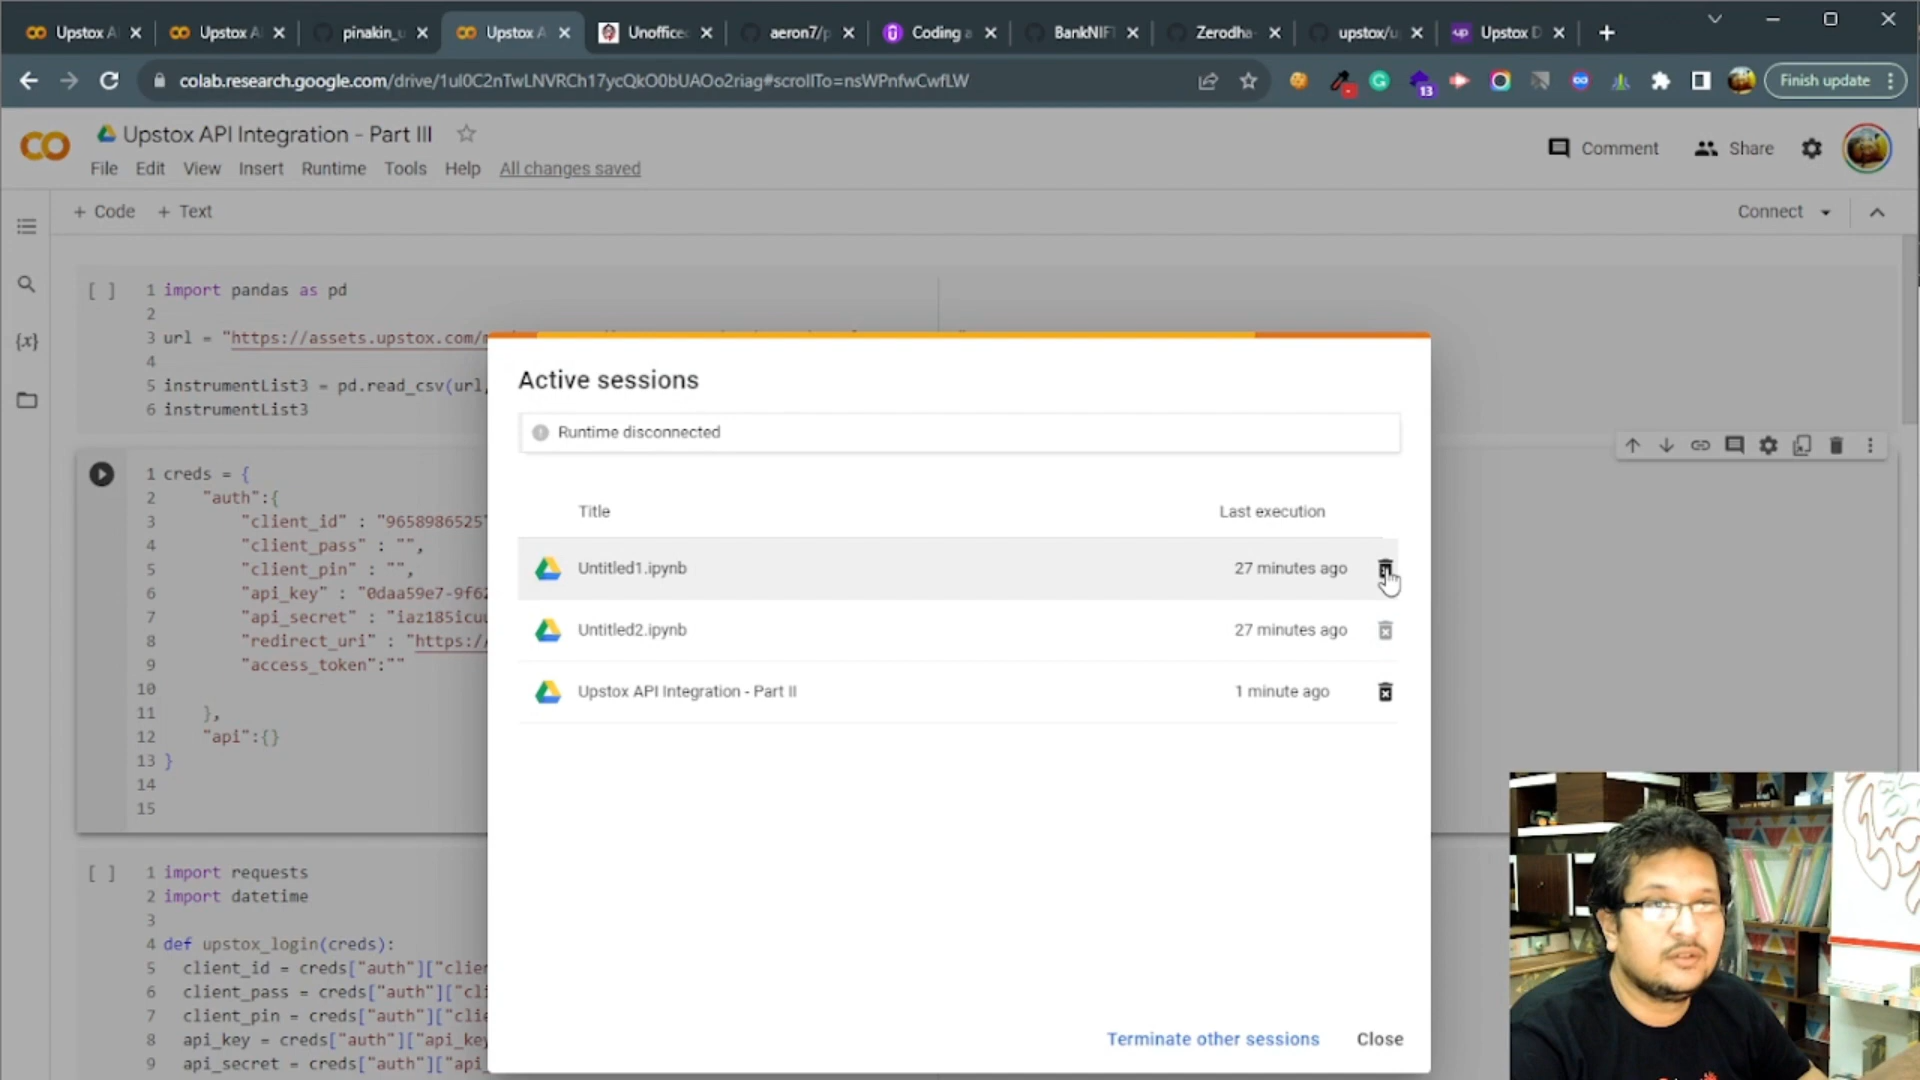 Upstox A
Upstox A
pinakin_u
Upstox A
Unoffice
aeron7/p
Coding a
BankNIF
Zerodha-
upstox/u
Upstox D
colab.research.google.com/drive/1ul0C2nTwLNVRCh17ycQkO0bUAOo2riag#scrollTo=nsWPnfwCwfLW
13
Finish update
Upstox API Integration - Part III
File Edit View Insert Runtime Tools Help All changes saved
Comment
Share
+ Code + Text
Connect
[ ] 1 import pandas as pd
2
3 url = "https://assets.upstox.com/m
4
5 instrumentList3 = pd.read_csv(url,
6 instrumentList3
1 creds = {
2 "auth":{
3 "client_id" : "9658986525"
4 "client_pass" : "",
5 "client_pin" : "",
6 "api_key" : "0daa59e7-9f62
7 "api_secret" : "iaz185icuu
8 "redirect_uri" : "https:/
9 "access_token":""
10
11 },
12 "api":{}
13 }
14
15
[ ] 1 import requests
2 import datetime
3
4 def upstox_login(creds):
5 client_id = creds["auth"]["clie
6 client_pass = creds["auth"]["cli
7 client_pin = creds["auth"]["clie
8 api_key = creds["auth"]["api_key
9 api_secret = creds["auth"]["api_
Active sessions
Runtime disconnected
Title Last execution
Untitled1.ipynb 27 minutes ago
Untitled2.ipynb 27 minutes ago
Upstox API Integration - Part II 1 minute ago
Terminate other sessions Close